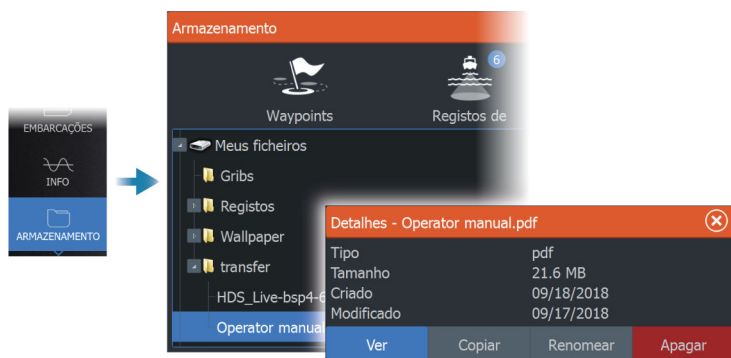 EMBARCAÇÕES
INFO
ARMAZENAMENTO
Armazenamento
6
Waypoints
Registos de
Meus ficheiros
Gribs
Registos
Wallpaper
transfer
HDS_Live-bsp4-6
Operator manual
Detalhes - Operator manual.pdf
Tipo pdf
Tamanho 21.6 MB
Criado 09/18/2018
Modificado 09/17/2018
Ver Copiar Renomear Apagar